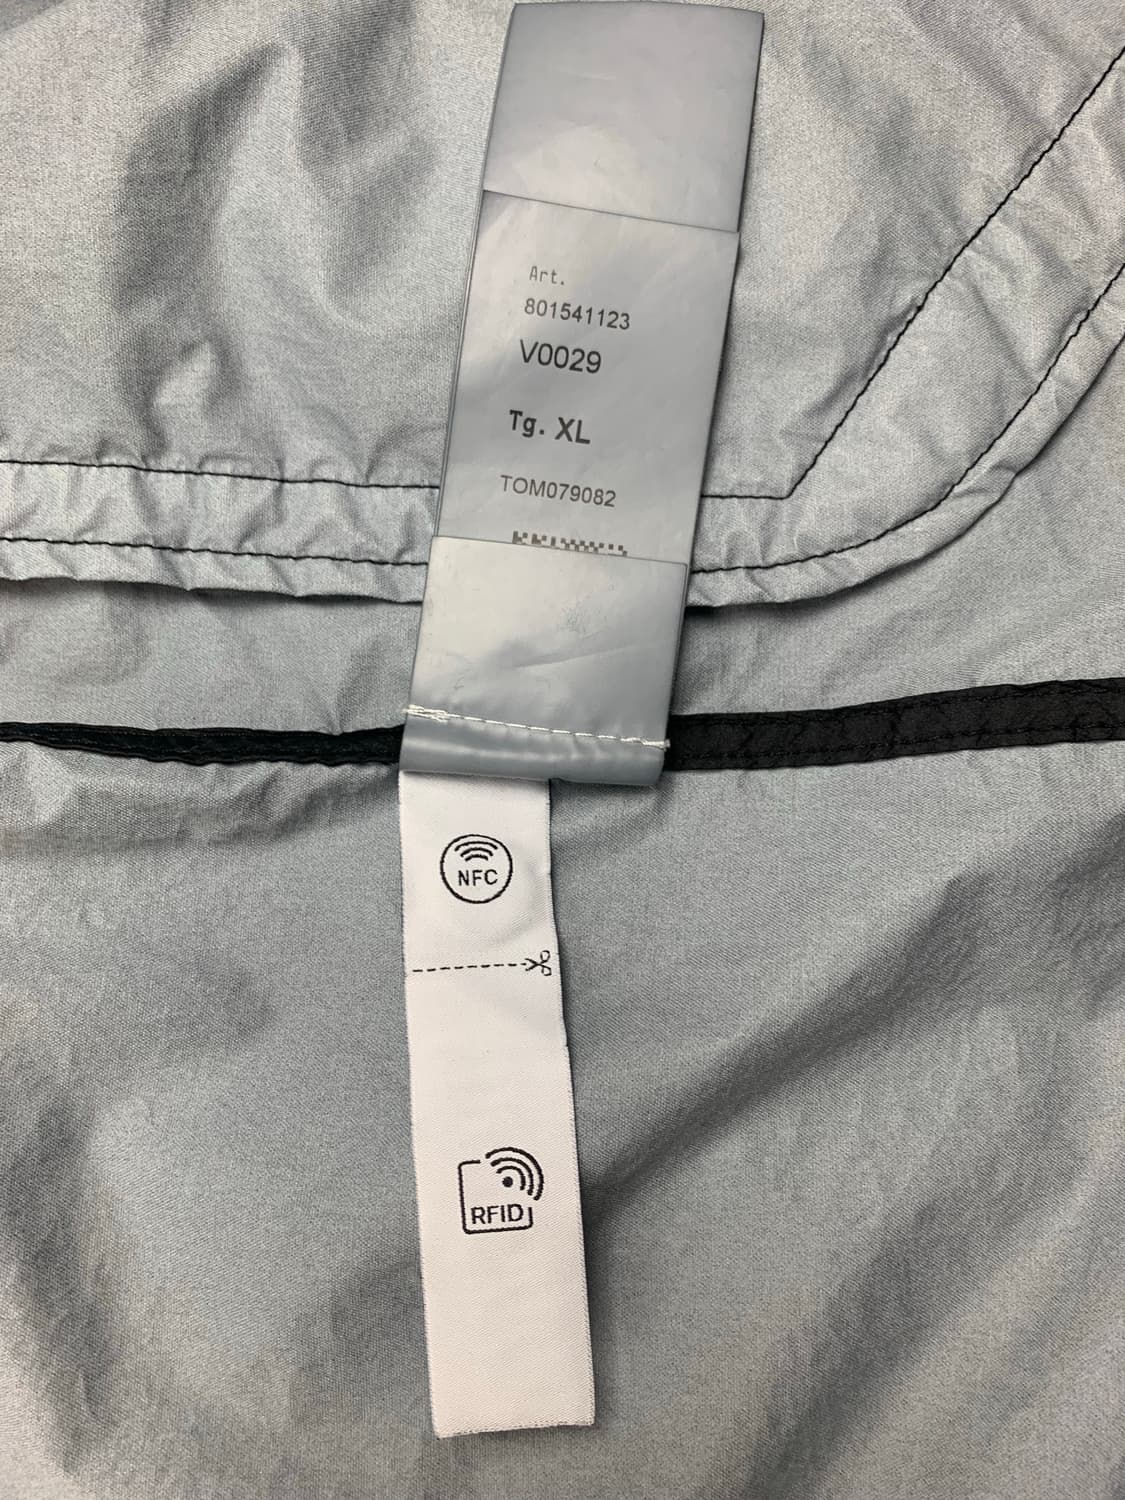 Art.
801541123
V0029
Tg. XL
TOM079082
NFC
RFID